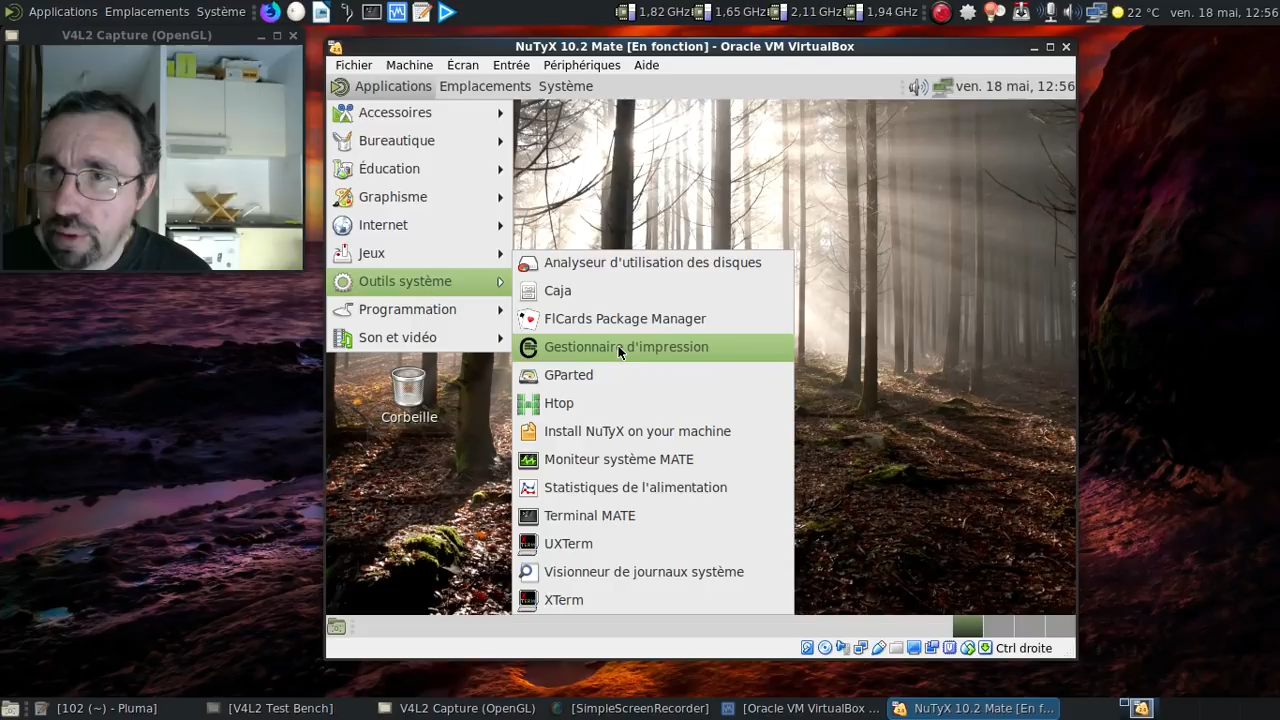 Applications Emplacements Système
1,82 GHz 1,65 GHz 2,11 GHz 1,94 GHz 22 °C ven. 18 mai, 12:56
V4L2 Capture (OpenGL)
NuTyX 10.2 Mate [En fonction] - Oracle VM VirtualBox
Fichier Machine Écran Entrée Périphériques Aide
Applications Emplacements Système ven. 18 mai, 12:56
Accessoires
Bureautique
Éducation
Graphisme
Internet
Jeux
Outils système
Programmation
Son et vidéo
Analyseur d'utilisation des disques
Caja
FlCards Package Manager
Gestionnaire d'impression
GParted
Htop
Install NuTyX on your machine
Moniteur système MATE
Statistiques de l'alimentation
Terminal MATE
UXTerm
Visionneur de journaux système
XTerm
Corbeille
Ctrl droite
[102 (~) - Pluma] [V4L2 Test Bench] V4L2 Capture (OpenGL) [SimpleScreenRecorder] [Oracle VM VirtualBox ... NuTyX 10.2 Mate [En f...